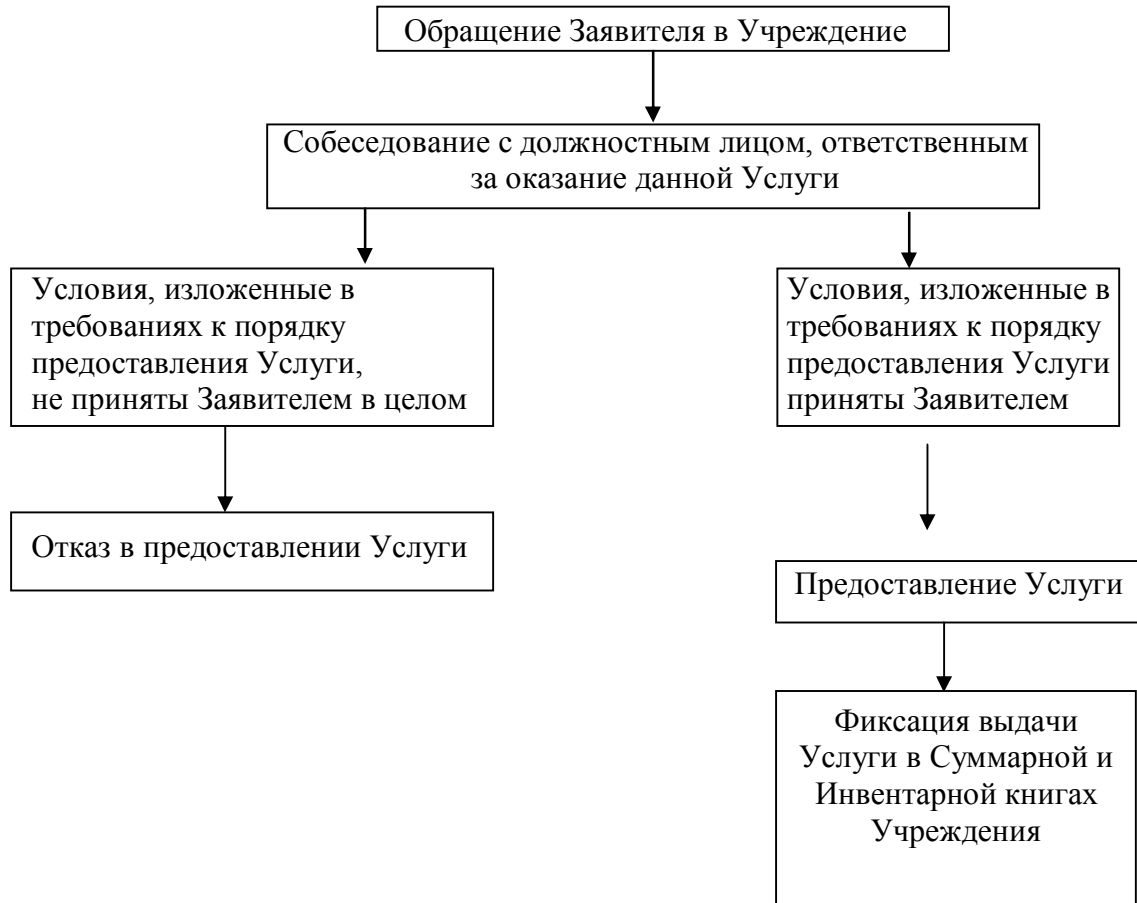 Обращение Заявителя в Учреждение
Собеседование с должностным лицом, ответственным
за оказание данной Услуги
Условия, изложенные в
требованиях к порядку
предоставления Услуги,
не приняты Заявителем в целом
Условия, изложенные в
требованиях к порядку
предоставления Услуги
приняты Заявителем
Отказ в предоставлении Услуги
Предоставление Услуги
Фиксация выдачи
Услуги в Суммарной и
Инвентарной книгах
Учреждения